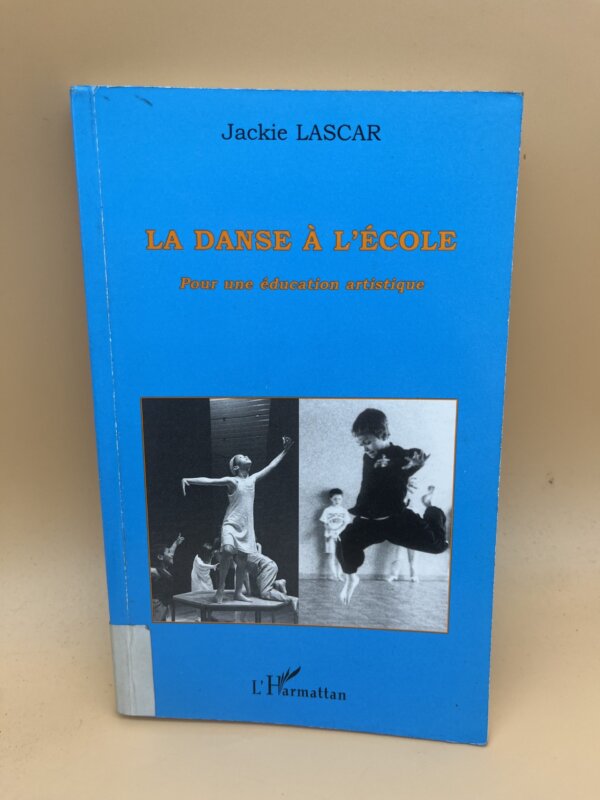 Jackie LASCAR
LA DANSE À L'ÉCOLE
Pour une éducation artistique
L'Harmattan